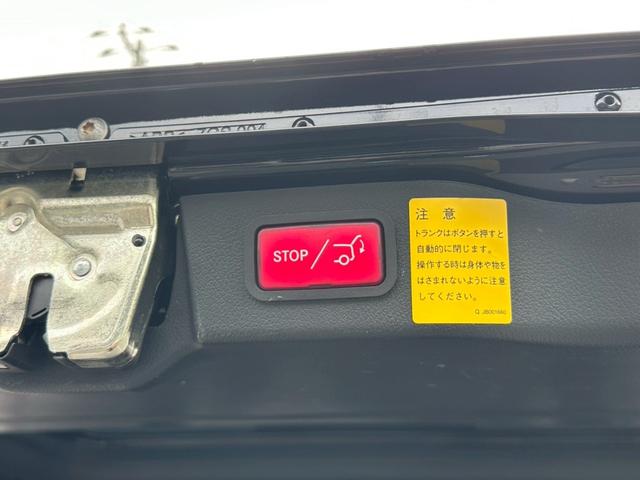 STOP /
注意
トランクはボタンを押すと
自動的に閉じます。
操作する時は身体や物を
はさまれないように注意
してください。